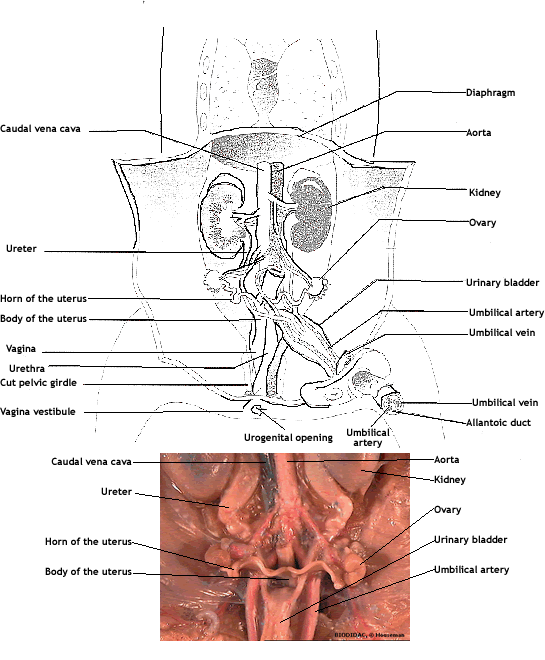 Diaphragm
Caudal vena cava
Aorta
Kidney
Ovary
Ureter
Urinary bladder
Horn of the uterus
Umbilical artery
Body of the uterus
Umbilical vein
Vagina
Urethra
Cut pelvic girdle
Umbilical vein
Vagina vestibule
Allantoic duct
Urogenital opening
Umbilical
artery
Caudal vena cava
Aorta
Kidney
Ureter
Ovary
Horn of the uterus
Urinary bladder
Body of the uterus
Umbilical artery
BIODIDAC, © Houseman